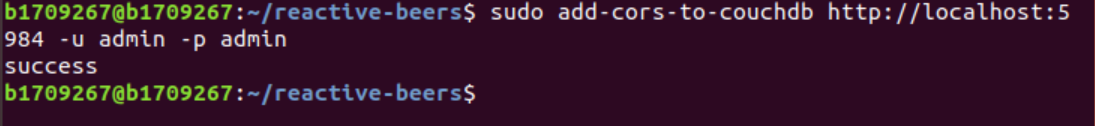 b1709267@b1709267:~/reactive-beers$ sudo add-cors-to-couchdb http://localhost:5
984 -u admin -p admin
success
b1709267@b1709267:~/reactive-beers$